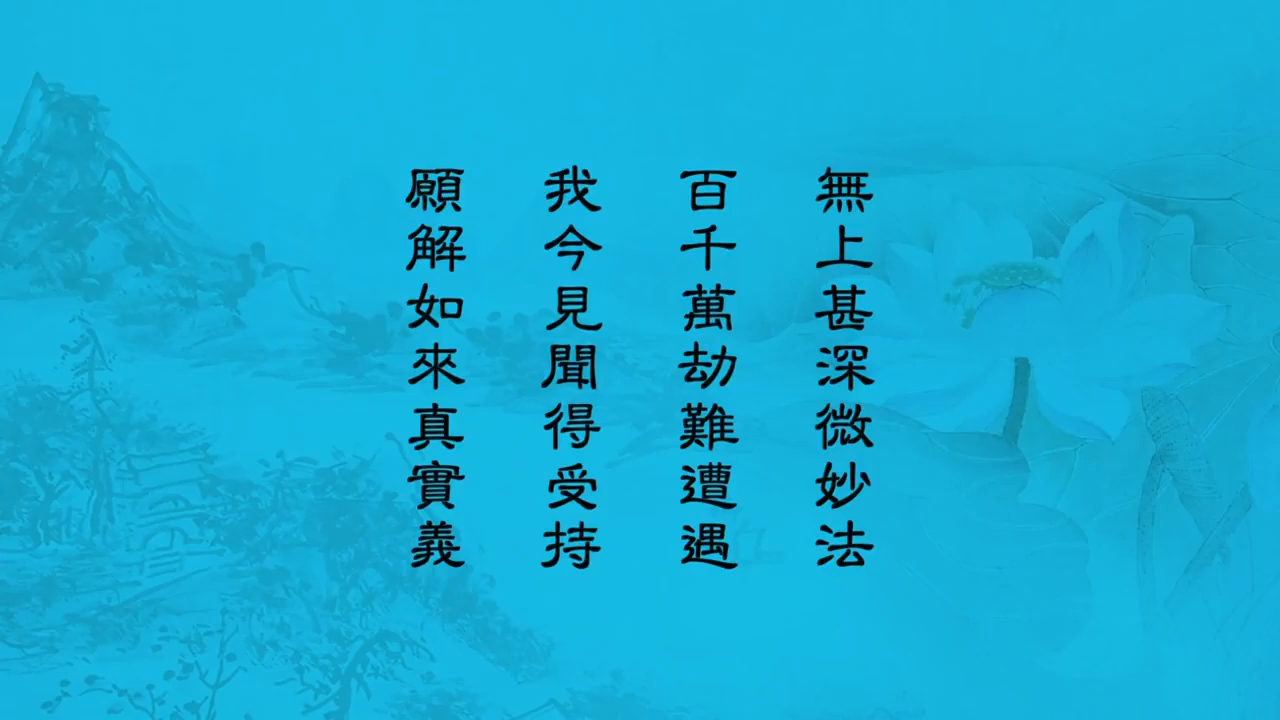 無上甚深微妙法
百千萬劫難遭遇
我今見聞得受持
願解如來真實義